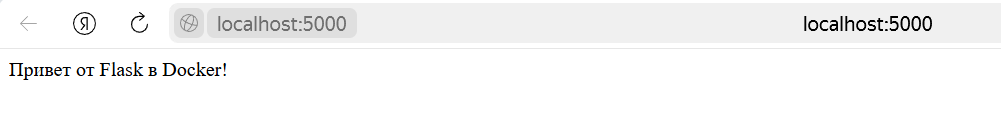 Я localhost:5000 localhost:5000
Привет от Flask в Docker!